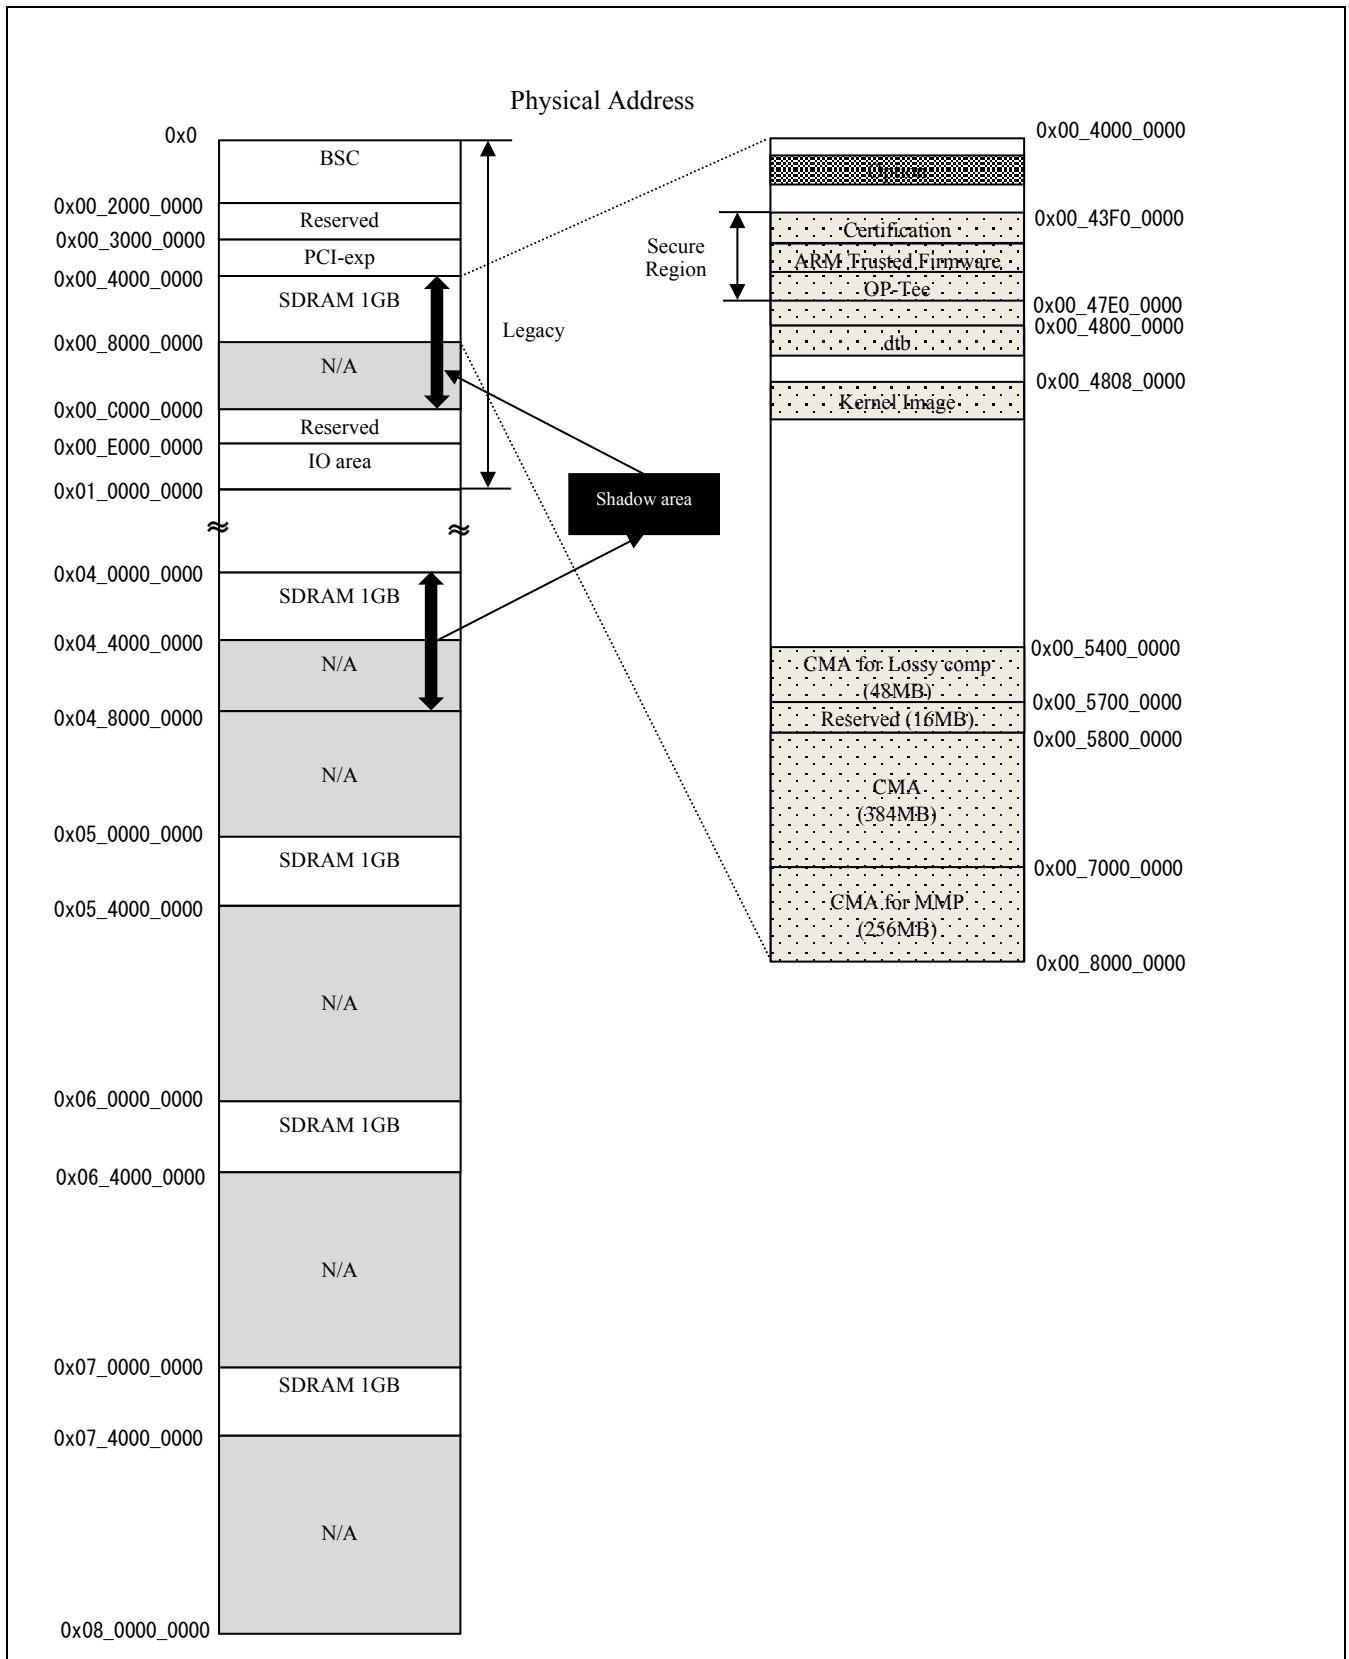 Physical Address
0x0
BSC
0x00_2000_0000
Reserved
0x00_3000_0000
PCI-exp
0x00_4000_0000
SDRAM 1GB
Legacy
0x00_8000_0000
N/A
0x00_C000_0000
Reserved
0x00_E000_0000
IO area
0x01_0000_0000
Shadow area
0x04_0000_0000
SDRAM 1GB
0x04_4000_0000
N/A
0x04_8000_0000
N/A
0x05_0000_0000
SDRAM 1GB
0x05_4000_0000
N/A
0x06_0000_0000
SDRAM 1GB
0x06_4000_0000
N/A
0x07_0000_0000
SDRAM 1GB
0x07_4000_0000
N/A
0x08_0000_0000
0x00_4000_0000
Option
0x00_43F0_0000
Secure
Region
Certification
ARM Trusted Firmware
OP-Tee
0x00_47E0_0000
0x00_4800_0000
dtb
0x00_4808_0000
Kernel Image
0x00_5400_0000
CMA for Lossy comp
(48MB)
0x00_5700_0000
Reserved (16MB)
0x00_5800_0000
CMA
(384MB)
0x00_7000_0000
CMA for MMP
(256MB)
0x00_8000_0000